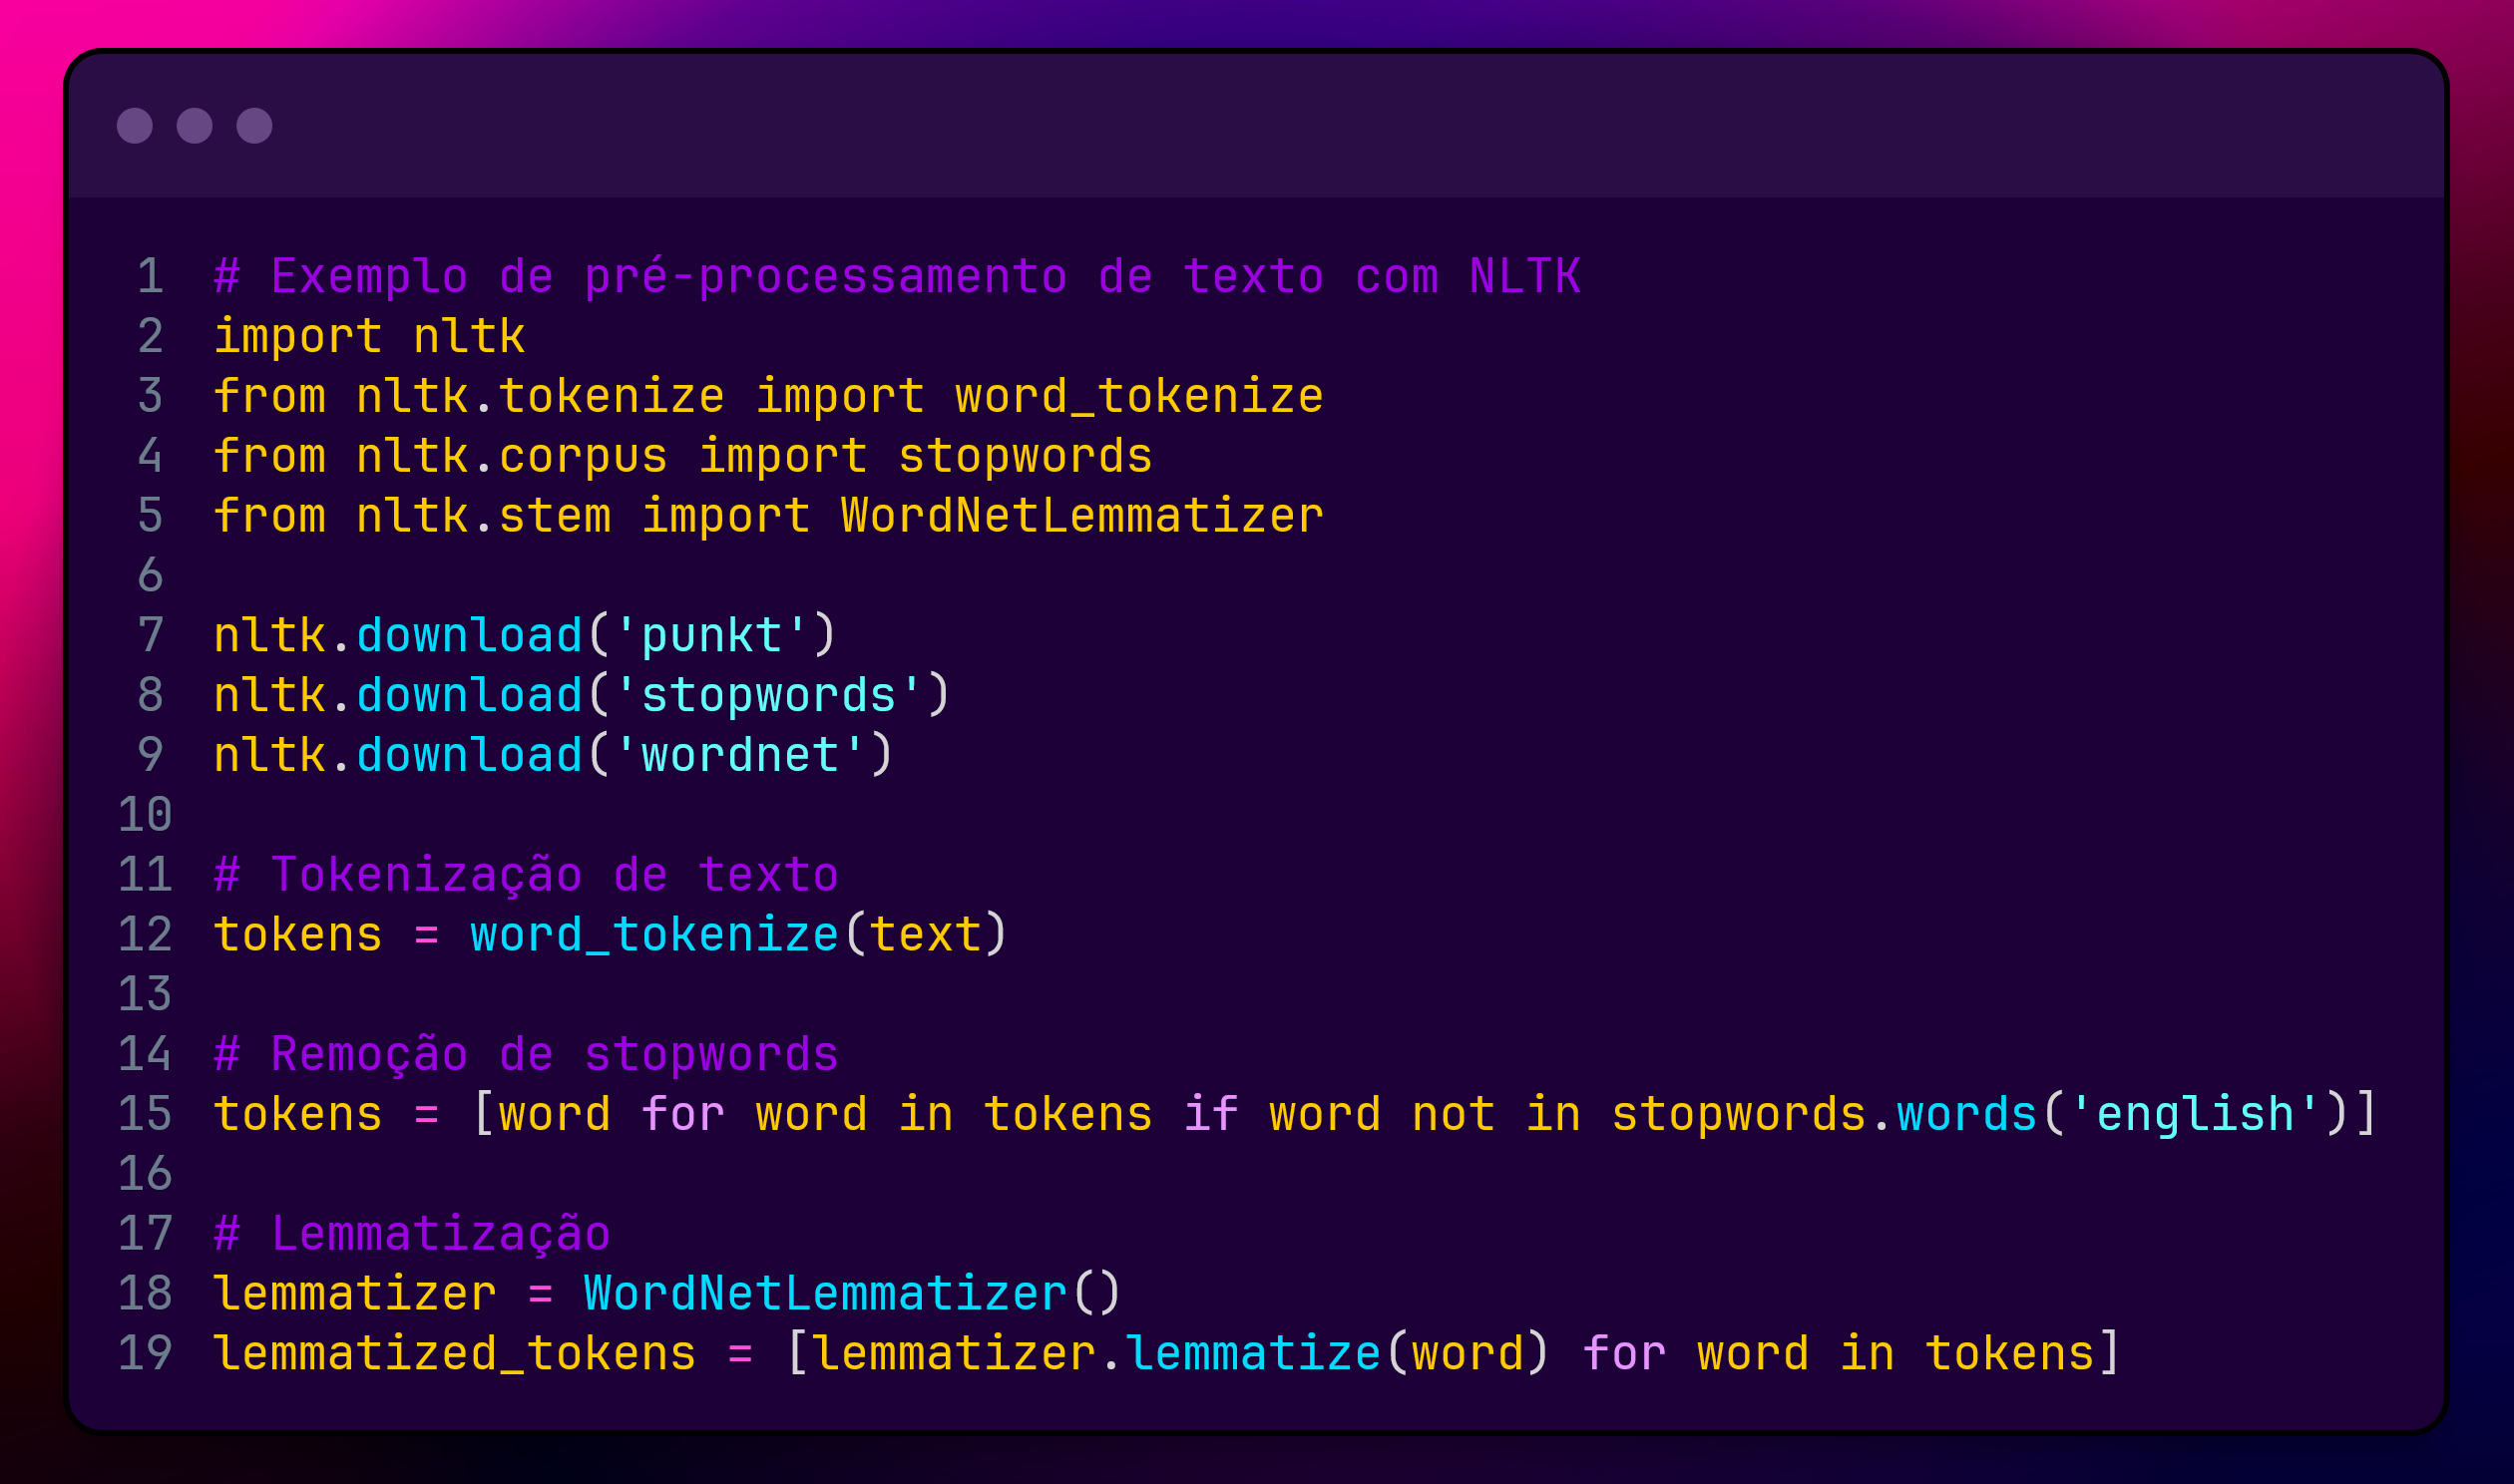 1 # Exemplo de pré-processamento de texto com NLTK
2 import nltk
3 from nltk.tokenize import word_tokenize
4 from nltk.corpus import stopwords
5 from nltk.stem import WordNetLemmatizer
6
7 nltk.download('punkt')
8 nltk.download('stopwords')
9 nltk.download('wordnet')
10
11 # Tokenização de texto
12 tokens = word_tokenize(text)
13
14 # Remoção de stopwords
15 tokens = [word for word in tokens if word not in stopwords.words('english')]
16
17 # Lemmatização
18 lemmatizer = WordNetLemmatizer()
19 lemmatized_tokens = [lemmatizer.lemmatize(word) for word in tokens]